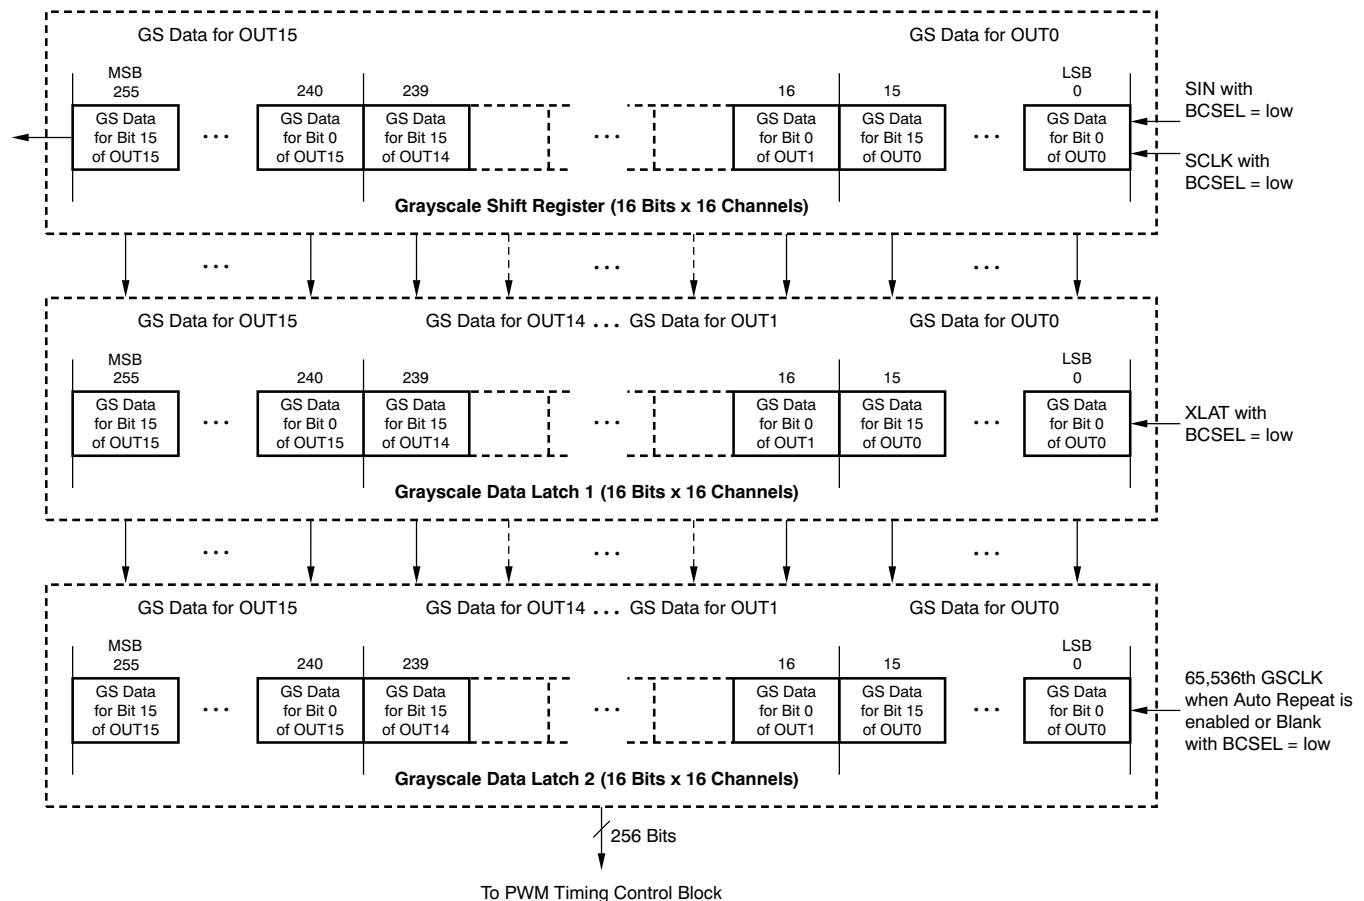 GS Data for OUT15 GS Data for OUT0
MSB LSB
255 240 239 16 15 0
GS Data GS Data GS Data ... GS Data GS Data GS Data
for Bit 15 ... for Bit 0 for Bit 15 ... for Bit 0 for Bit 15 ... for Bit 0
of OUT15 of OUT15 of OUT14 of OUT1 of OUT0 of OUT0
SIN with
BCSEL = low
SCLK with
BCSEL = low
Grayscale Shift Register (16 Bits x 16 Channels)
... ... ...
GS Data for OUT15 GS Data for OUT14 ... GS Data for OUT1 GS Data for OUT0
MSB LSB
255 240 239 16 15 0
GS Data GS Data GS Data GS Data GS Data GS Data
for Bit 15 ... for Bit 0 for Bit 15 ... for Bit 0 for Bit 15 ... for Bit 0
of OUT15 of OUT15 of OUT14 of OUT1 of OUT0 of OUT0
XLAT with
BCSEL = low
Grayscale Data Latch 1 (16 Bits x 16 Channels)
... ... ...
GS Data for OUT15 GS Data for OUT14 ... GS Data for OUT1 GS Data for OUT0
MSB LSB
255 240 239 16 15 0
GS Data GS Data GS Data GS Data GS Data GS Data
for Bit 15 ... for Bit 0 for Bit 15 ... for Bit 0 for Bit 15 ... for Bit 0
of OUT15 of OUT15 of OUT14 of OUT1 of OUT0 of OUT0
65,536th GSCLK
when Auto Repeat is
enabled or Blank
with BCSEL = low
Grayscale Data Latch 2 (16 Bits x 16 Channels)
256 Bits
To PWM Timing Control Block